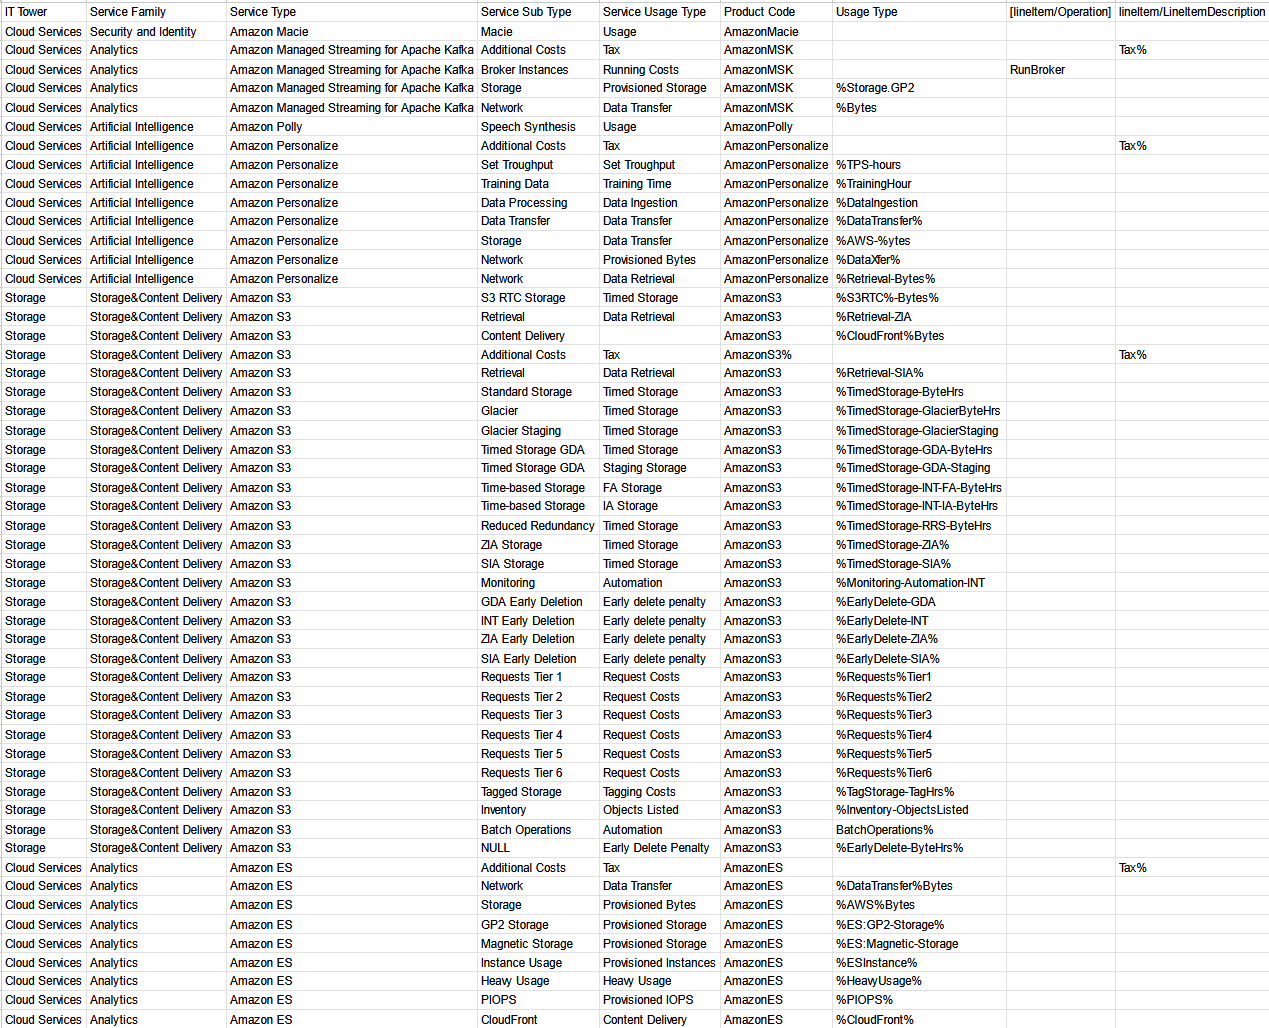 IT Tower Service Family Service Type Service Sub Type Service Usage Type Product Code Usage Type [lineItem/Operation] lineItem/LineItemDescription
Cloud Services Security and Identity Amazon Macie Macie Usage AmazonMacie
Cloud Services Analytics Amazon Managed Streaming for Apache Kafka Additional Costs Tax AmazonMSK Tax%
Cloud Services Analytics Amazon Managed Streaming for Apache Kafka Broker Instances Running Costs AmazonMSK RunBroker
Cloud Services Analytics Amazon Managed Streaming for Apache Kafka Storage Provisioned Storage AmazonMSK %Storage.GP2
Cloud Services Analytics Amazon Managed Streaming for Apache Kafka Network Data Transfer AmazonMSK %Bytes
Cloud Services Artificial Intelligence Amazon Polly Speech Synthesis Usage AmazonPolly
Cloud Services Artificial Intelligence Amazon Personalize Additional Costs Tax AmazonPersonalize Tax%
Cloud Services Artificial Intelligence Amazon Personalize Set Troughput Set Troughput AmazonPersonalize %TPS-hours
Cloud Services Artificial Intelligence Amazon Personalize Training Data Training Time AmazonPersonalize %TrainingHour
Cloud Services Artificial Intelligence Amazon Personalize Data Processing Data Ingestion AmazonPersonalize %DataIngestion
Cloud Services Artificial Intelligence Amazon Personalize Data Transfer Data Transfer AmazonPersonalize %DataTransfer%
Cloud Services Artificial Intelligence Amazon Personalize Storage Data Transfer AmazonPersonalize %AWS-%ytes
Cloud Services Artificial Intelligence Amazon Personalize Network Provisioned Bytes AmazonPersonalize %DataXfer%
Cloud Services Artificial Intelligence Amazon Personalize Network Data Retrieval AmazonPersonalize %Retrieval-Bytes%
Storage Storage&Content Delivery Amazon S3 S3 RTC Storage Timed Storage AmazonS3 %S3RTC%-Bytes%
Storage Storage&Content Delivery Amazon S3 Retrieval Data Retrieval AmazonS3 %Retrieval-ZIA
Storage Storage&Content Delivery Amazon S3 Content Delivery AmazonS3 %CloudFront%Bytes
Storage Storage&Content Delivery Amazon S3 Additional Costs Tax AmazonS3% Tax%
Storage Storage&Content Delivery Amazon S3 Retrieval Data Retrieval AmazonS3 %Retrieval-SIA%
Storage Storage&Content Delivery Amazon S3 Standard Storage Timed Storage AmazonS3 %TimedStorage-ByteHrs
Storage Storage&Content Delivery Amazon S3 Glacier Timed Storage AmazonS3 %TimedStorage-GlacierByteHrs
Storage Storage&Content Delivery Amazon S3 Glacier Staging Timed Storage AmazonS3 %TimedStorage-GlacierStaging
Storage Storage&Content Delivery Amazon S3 Timed Storage GDA Timed Storage AmazonS3 %TimedStorage-GDA-ByteHrs
Storage Storage&Content Delivery Amazon S3 Timed Storage GDA Staging Storage AmazonS3 %TimedStorage-GDA-Staging
Storage Storage&Content Delivery Amazon S3 Time-based Storage FA Storage AmazonS3 %TimedStorage-INT-FA-ByteHrs
Storage Storage&Content Delivery Amazon S3 Time-based Storage IA Storage AmazonS3 %TimedStorage-INT-IA-ByteHrs
Storage Storage&Content Delivery Amazon S3 Reduced Redundancy Timed Storage AmazonS3 %TimedStorage-RRS-ByteHrs
Storage Storage&Content Delivery Amazon S3 ZIA Storage Timed Storage AmazonS3 %TimedStorage-ZIA%
Storage Storage&Content Delivery Amazon S3 SIA Storage Timed Storage AmazonS3 %TimedStorage-SIA%
Storage Storage&Content Delivery Amazon S3 Monitoring Automation AmazonS3 %Monitoring-Automation-INT
Storage Storage&Content Delivery Amazon S3 GDA Early Deletion Early delete penalty AmazonS3 %EarlyDelete-GDA
Storage Storage&Content Delivery Amazon S3 INT Early Deletion Early delete penalty AmazonS3 %EarlyDelete-INT
Storage Storage&Content Delivery Amazon S3 ZIA Early Deletion Early delete penalty AmazonS3 %EarlyDelete-ZIA%
Storage Storage&Content Delivery Amazon S3 SIA Early Deletion Early delete penalty AmazonS3 %EarlyDelete-SIA%
Storage Storage&Content Delivery Amazon S3 Requests Tier 1 Request Costs AmazonS3 %Requests%Tier1
Storage Storage&Content Delivery Amazon S3 Requests Tier 2 Request Costs AmazonS3 %Requests%Tier2
Storage Storage&Content Delivery Amazon S3 Requests Tier 3 Request Costs AmazonS3 %Requests%Tier3
Storage Storage&Content Delivery Amazon S3 Requests Tier 4 Request Costs AmazonS3 %Requests%Tier4
Storage Storage&Content Delivery Amazon S3 Requests Tier 5 Request Costs AmazonS3 %Requests%Tier5
Storage Storage&Content Delivery Amazon S3 Requests Tier 6 Request Costs AmazonS3 %Requests%Tier6
Storage Storage&Content Delivery Amazon S3 Tagged Storage Tagging Costs AmazonS3 %TagStorage-TagHrs%
Storage Storage&Content Delivery Amazon S3 Inventory Objects Listed AmazonS3 %Inventory-ObjectsListed
Storage Storage&Content Delivery Amazon S3 Batch Operations Automation AmazonS3 BatchOperations%
Storage Storage&Content Delivery Amazon S3 NULL Early Delete Penalty AmazonS3 %EarlyDelete-ByteHrs%
Cloud Services Analytics Amazon ES Additional Costs Tax AmazonES Tax%
Cloud Services Analytics Amazon ES Network Data Transfer AmazonES %DataTransfer%Bytes
Cloud Services Analytics Amazon ES Storage Provisioned Bytes AmazonES %AWS%Bytes
Cloud Services Analytics Amazon ES GP2 Storage Provisioned Storage AmazonES %ES:GP2-Storage%
Cloud Services Analytics Amazon ES Magnetic Storage Provisioned Storage AmazonES %ES:Magnetic-Storage
Cloud Services Analytics Amazon ES Instance Usage Provisioned Instances AmazonES %ESInstance%
Cloud Services Analytics Amazon ES Heavy Usage Heavy Usage AmazonES %HeavyUsage%
Cloud Services Analytics Amazon ES PIOPS Provisioned IOPS AmazonES %PIOPS%
Cloud Services Analytics Amazon ES CloudFront Content Delivery AmazonES %CloudFront%